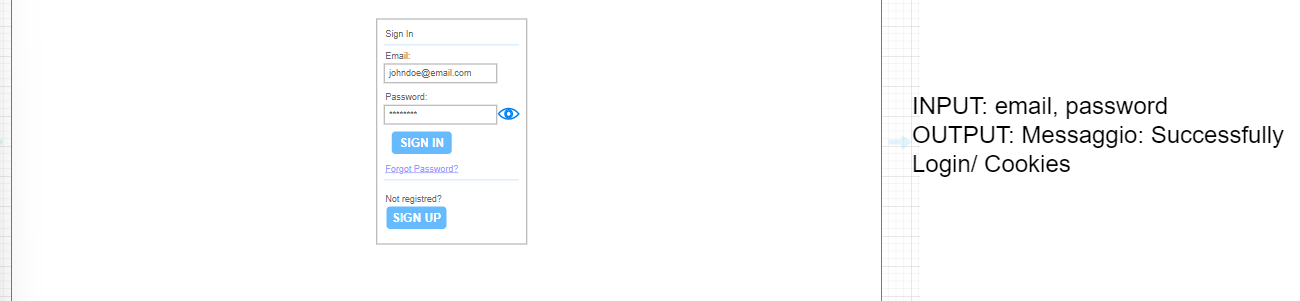 Sign In
Email:
johndoe@email.com
Password:
********
SIGN IN
Forgot Password?
Not registred?
SIGN UP
INPUT: email, password
OUTPUT: Messaggio: Successfully
Login/ Cookies